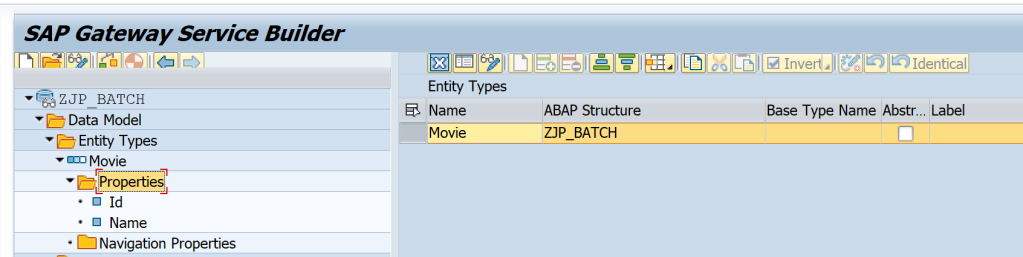 SAP Gateway Service Builder
Invert Identical
ZJP_BATCH
Data Model
Entity Types
Movie
Properties
Id
Name
Navigation Properties
Entity Types
Name ABAP Structure Base Type Name Abstr... Label
Movie ZJP_BATCH